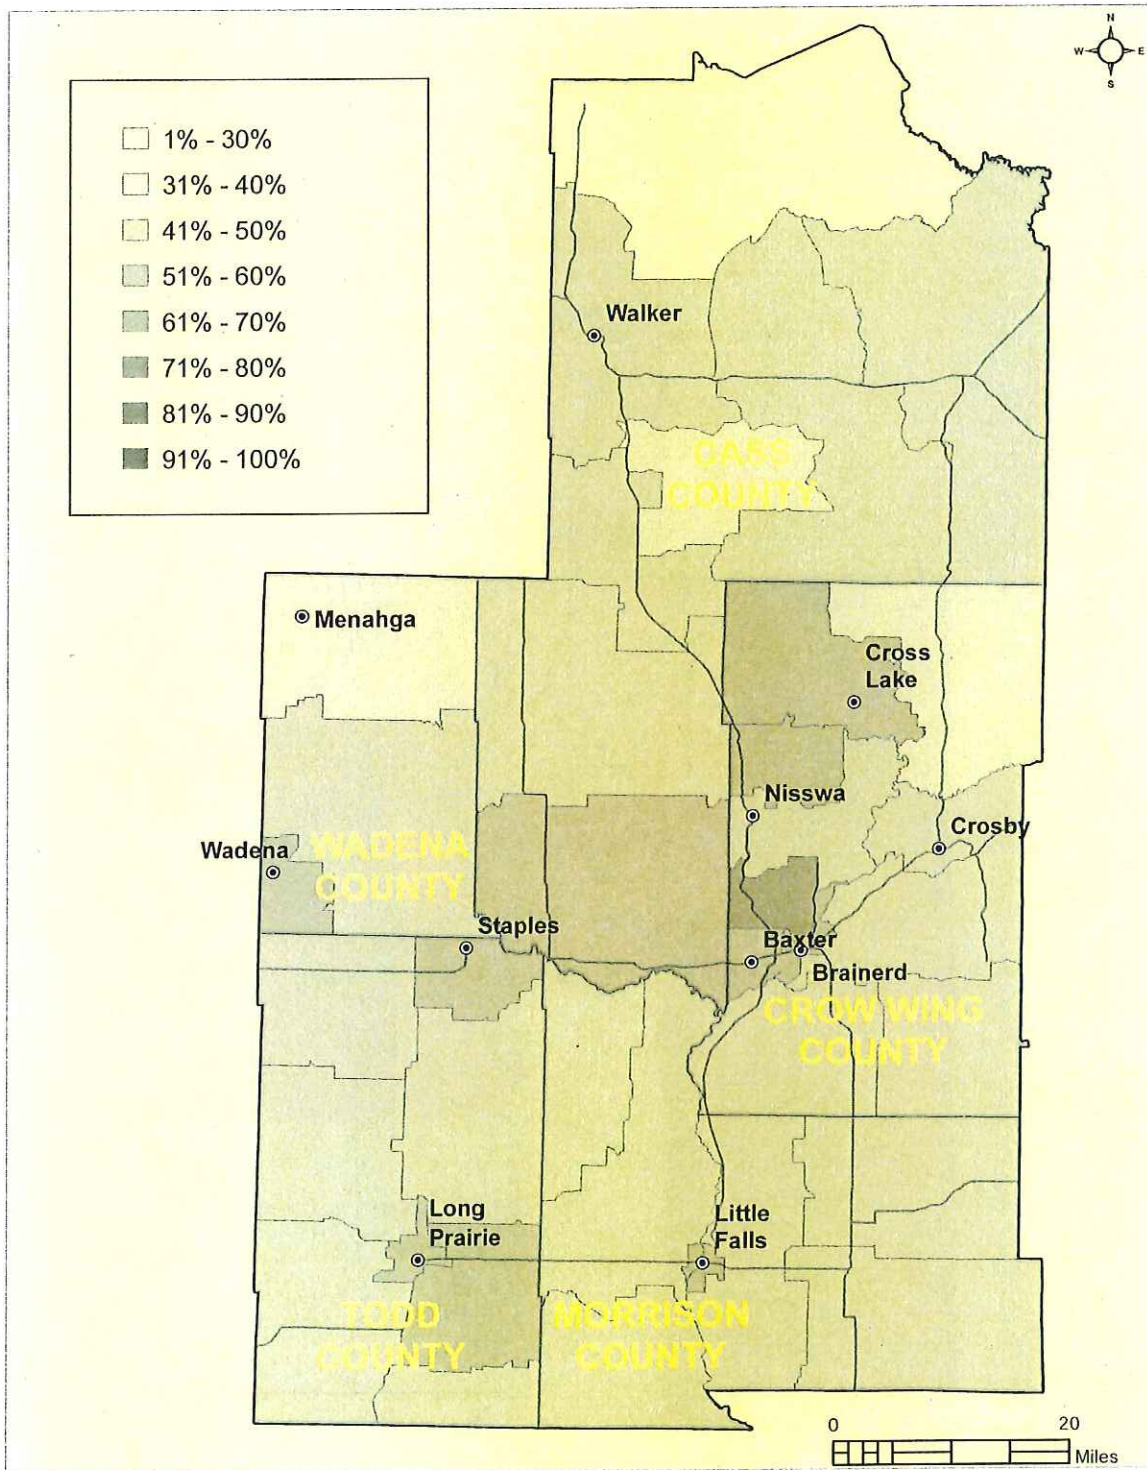 N
W E
S
1% - 30%
31% - 40%
41% - 50%
51% - 60%
61% - 70%
71% - 80%
81% - 90%
91% - 100%
Walker
CASS
COUNTY
Menahga
Cross
Lake
Nisswa
Crosby
Wadena
WADENA
COUNTY
Staples
Baxter
Brainerd
CROW WING
COUNTY
Long
Prairie
Little
Falls
TODD
COUNTY
MORRISON
COUNTY
0 20
Miles